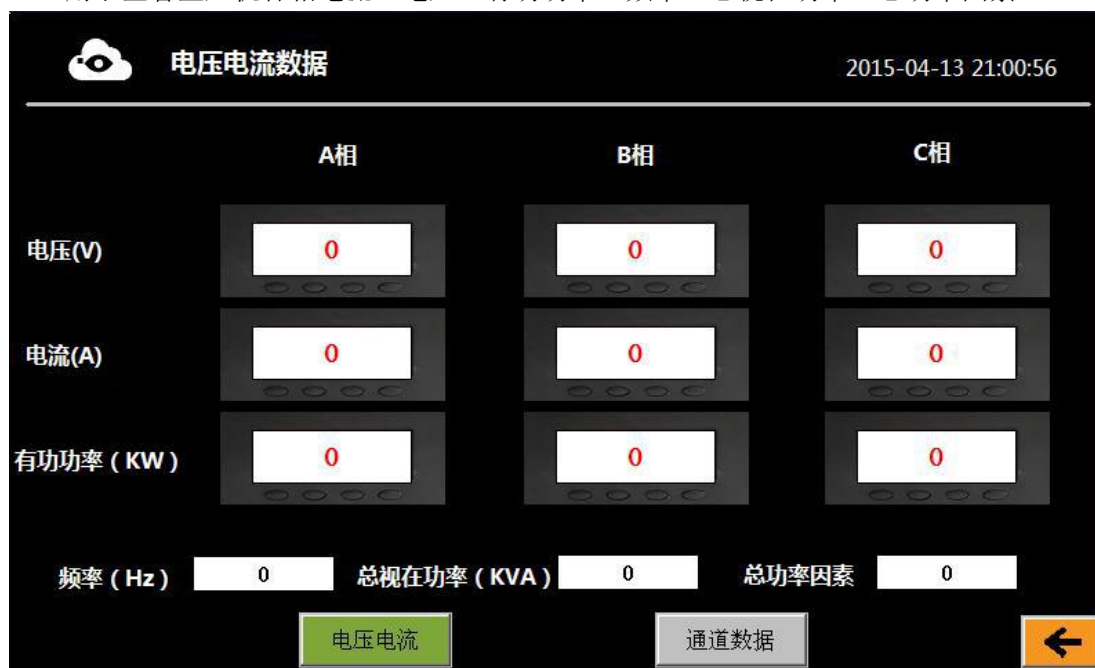 电压电流数据
2015-04-13 21:00:56
A相 B相 C相
电压(V) 0 0 0
电流(A) 0 0 0
有功功率（KW） 0 0 0
频率（Hz） 0 总视在功率（KVA） 0 总功率因素 0
电压电流 通道数据